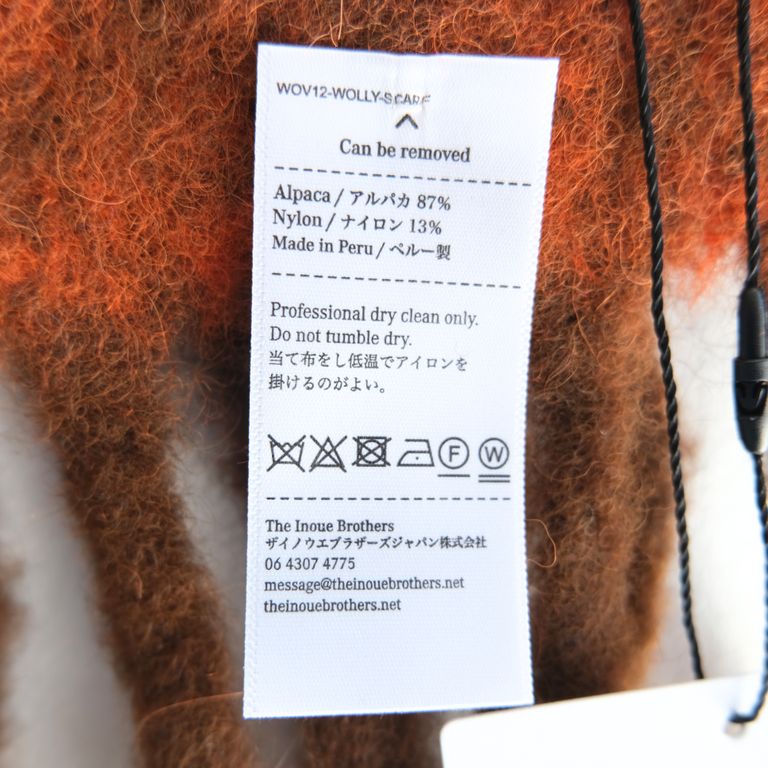 WOV12-WOLLY-SCARF
Can be removed
Alpaca / アルパカ 87%
Nylon / ナイロン 13%
Made in Peru / ペルー製
Professional dry clean only.
Do not tumble dry.
当て布をし低温でアイロンを
掛けるのがよい。
F W
The Inoue Brothers
ザイノウエブラザーズジャパン株式会社
06 4307 4775
message@theinouebrothers.net
theinouebrothers.net